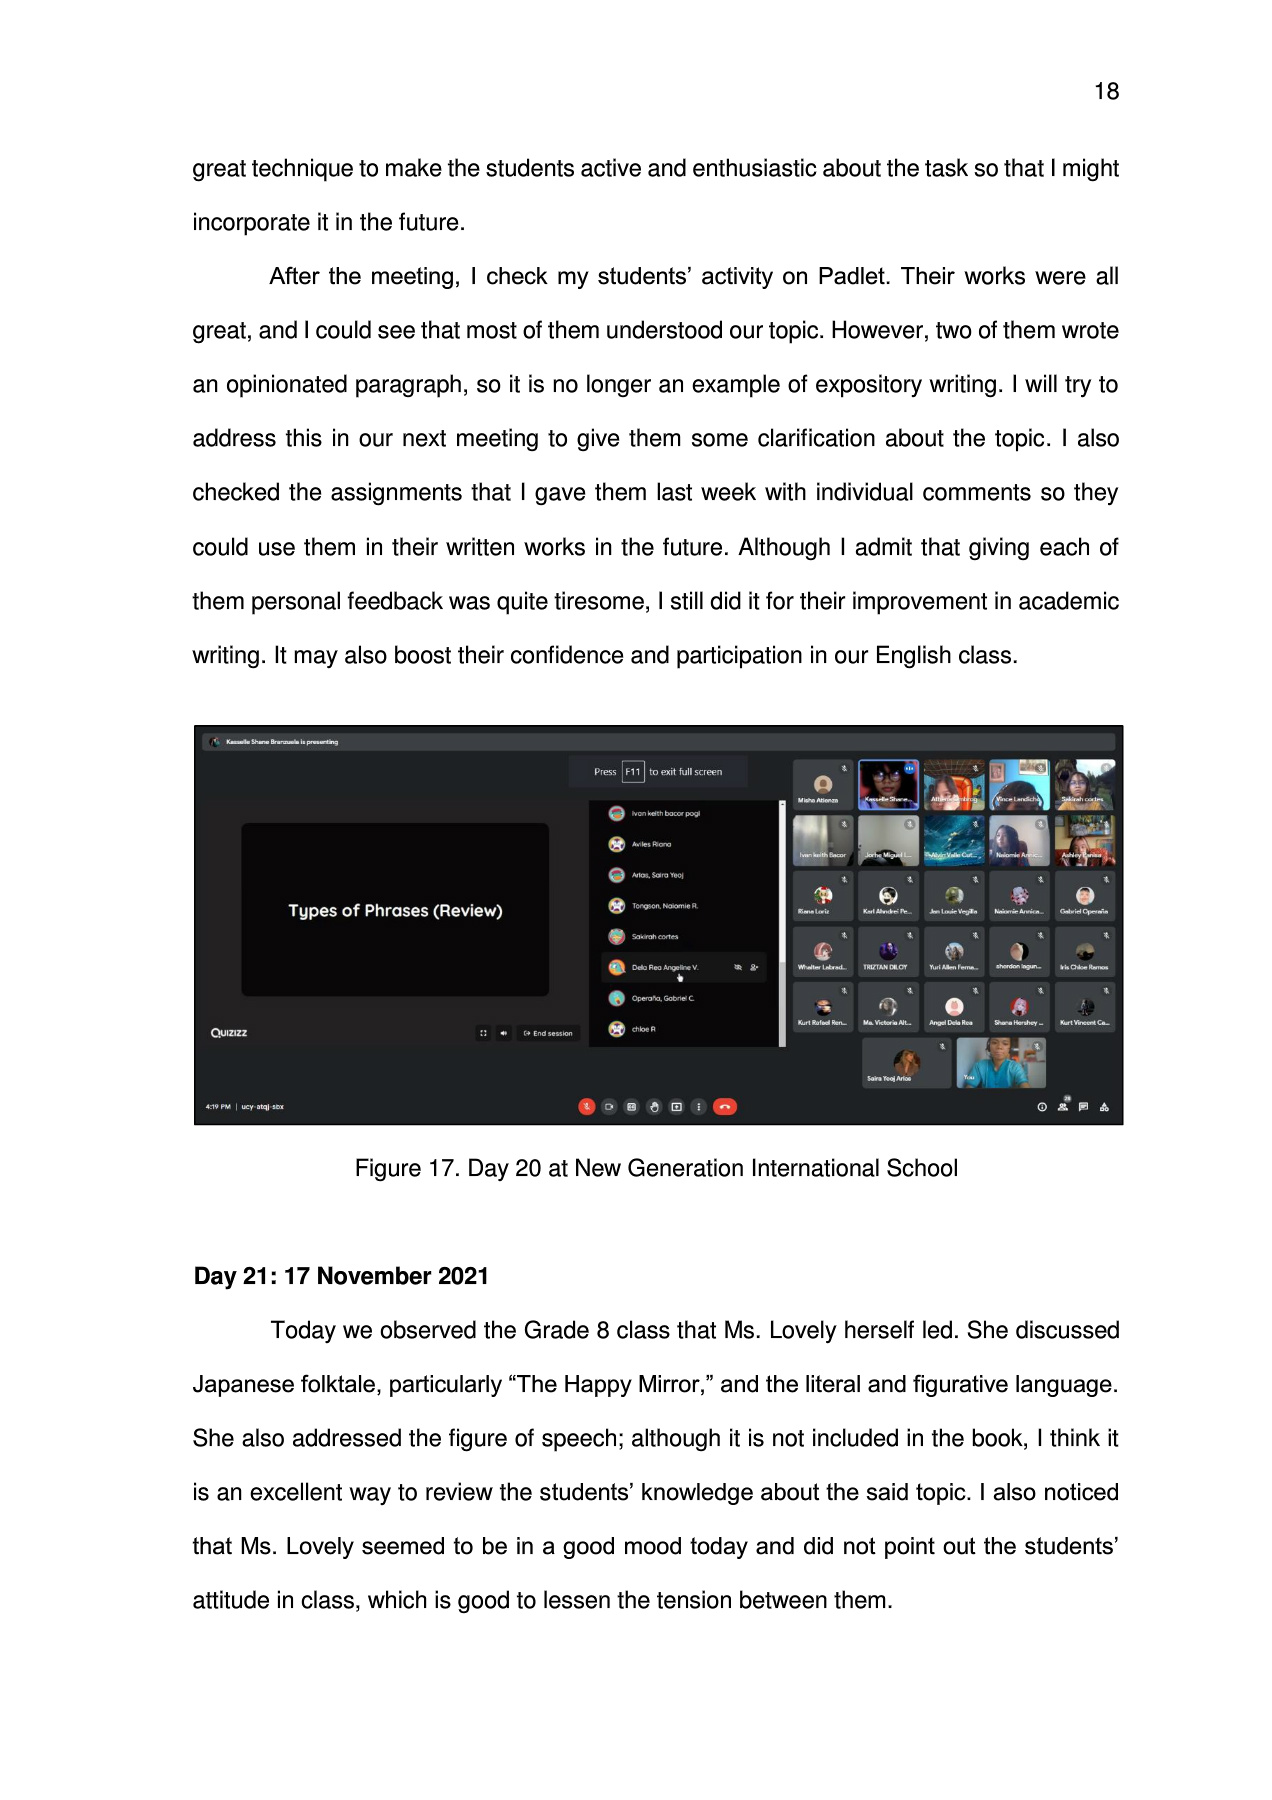 18
great technique to make the students active and enthusiastic about the task so that I might
incorporate it in the future.
After the meeting, I check my students’ activity on Padlet. Their works were all
great, and I could see that most of them understood our topic. However, two of them wrote
an opinionated paragraph, so it is no longer an example of expository writing. I will try to
address this in our next meeting to give them some clarification about the topic. I also
checked the assignments that I gave them last week with individual comments so they
could use them in their written works in the future. Although I admit that giving each of
them personal feedback was quite tiresome, I still did it for their improvement in academic
writing. It may also boost their confidence and participation in our English class.
Kasselle Shane Branzuela is presenting
Press F11 to exit full screen
Types of Phrases (Review)
Quizizz
End session
Ivan keith bacor pogi
Aviles Riana
Arias, Saira Yeoj
Tongson, Naiomie R.
Sakirah cortes
Dela Rea Angeline V.
Operaña, Gabriel C.
chloe R
Misha Atienza
Kasselle Shane...
Vince Landicho
Sakirah cortes
Ivan keith Bacor
Jorhe Miguel L...
Naiomie Annic...
Ashley
Riana Loriz
Karl Ahndrei Pe...
Jan Louie Vegilla
Naiomie Annica...
Gabriel Operaña
Whalter Labrad...
TRIZTAN DILOY
Yuri Allen Ferna...
sherdon lagun...
Iris Chloe Ramos
Kurt Rafael Ren...
Ma. Victoria Alt...
Angel Dela Rea
Shana Hershey ...
Kurt Vincent Ca...
Saira Yeoj Arias
You
4:19 PM | ucy-atqj-sbx
Figure 17. Day 20 at New Generation International School
Day 21: 17 November 2021
Today we observed the Grade 8 class that Ms. Lovely herself led. She discussed
Japanese folktale, particularly “The Happy Mirror,” and the literal and figurative language.
She also addressed the figure of speech; although it is not included in the book, I think it
is an excellent way to review the students’ knowledge about the said topic. I also noticed
that Ms. Lovely seemed to be in a good mood today and did not point out the students’
attitude in class, which is good to lessen the tension between them.